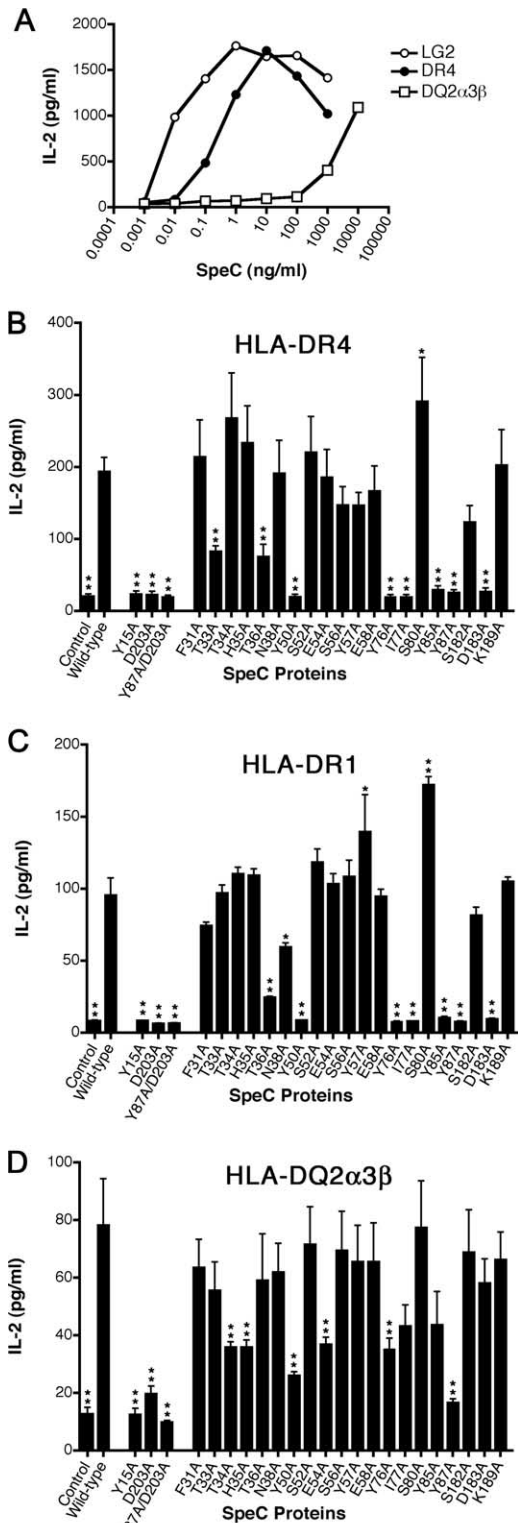 A
2000
1500
1000
500
0
IL-2 (pg/ml)
LG2
DR4
DQ2α3β
0.0001
0.001
0.01
0.1
1
10
100
1000
10000
100000
SpeC (ng/ml)
B
HLA-DR4
400
300
200
100
0
IL-2 (pg/ml)
** ** ** ** ** ** ** ** ** * ** ** **
Control
Wild-type
Y15A
D203A
Y87A/D203A
F31A
T33A
T34A
H35A
T36A
N38A
Y50A
S52A
E54A
S56A
Y57A
E58A
Y76A
I77A
S80A
Y85A
Y87A
S182A
D183A
K189A
SpeC Proteins
C
HLA-DR1
200
150
100
50
0
IL-2 (pg/ml)
** ** ** ** ** * ** * ** ** ** ** ** **
Control
Wild-type
Y15A
D203A
Y87A/D203A
F31A
T33A
T34A
H35A
T36A
N38A
Y50A
S52A
E54A
S56A
Y57A
E58A
Y76A
I77A
S80A
Y85A
Y87A
S182A
D183A
K189A
SpeC Proteins
D
HLA-DQ2α3β
100
80
60
40
20
0
IL-2 (pg/ml)
** ** ** ** ** ** ** ** ** **
Control
Wild-type
Y15A
D203A
Y87A/D203A
F31A
T33A
T34A
H35A
T36A
N38A
Y50A
S52A
E54A
S56A
Y57A
E58A
Y76A
I77A
S80A
Y85A
Y87A
S182A
D183A
K189A
SpeC Proteins